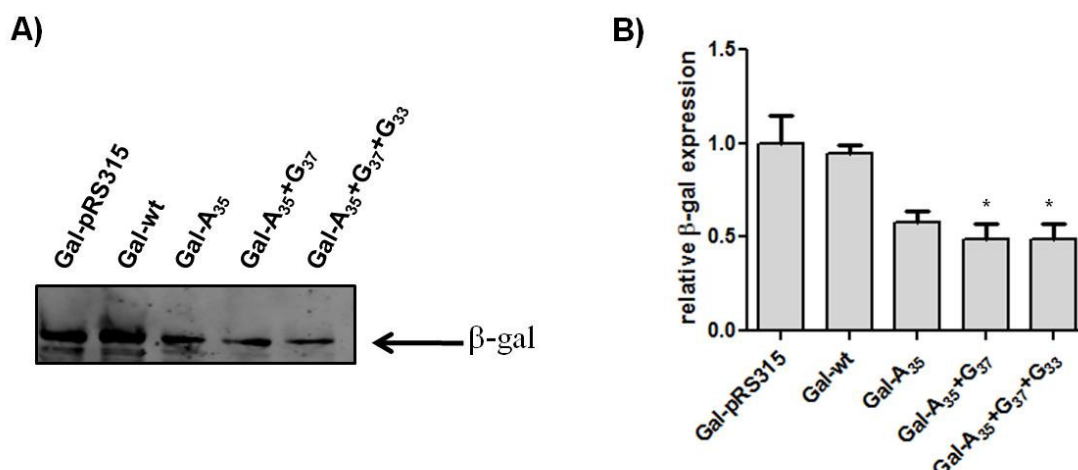 A)
Gal-pRS315
Gal-wt
Gal-A₃₅
Gal-A₃₅+G₃₇
Gal-A₃₅+G₃₇+G₃₃
β-gal
B)
relative β-gal expression
1.5
1.0
0.5
0.0
*
*
Gal-pRS315
Gal-wt
Gal-A₃₅
Gal-A₃₅+G₃₇
Gal-A₃₅+G₃₇+G₃₃